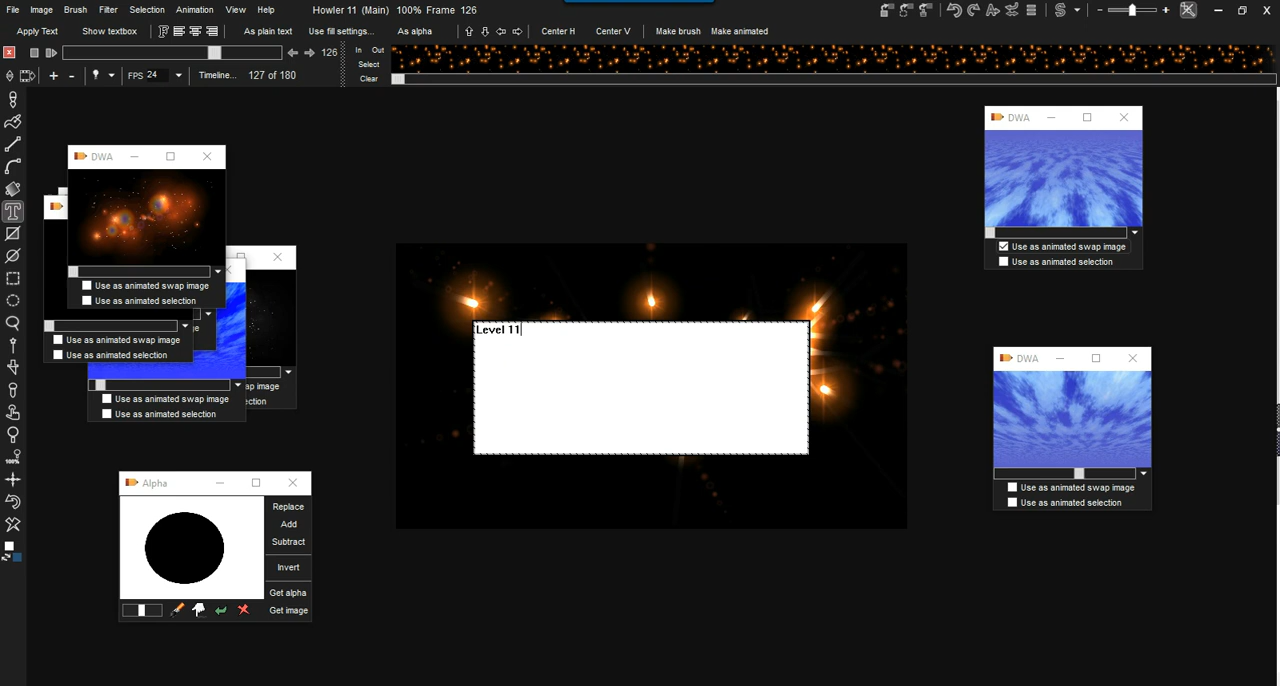 File Image Brush Filter Selection Animation View Help Howler 11 (Main) 100% Frame 126
Apply Text Show textbox As plain text Use fill settings... As alpha Center H Center V Make brush Make animated
126 In Out
Select
FPS 24 Timeline... 127 of 180 Clear
DWA
Use as animated swap image
Use as animated selection
Use as animated swap image
Use as animated selection
Use as animated swap image
Use as animated selection
ge
ap image
ection
Level 11
DWA
Use as animated swap image
Use as animated selection
DWA
Use as animated swap image
Use as animated selection
Alpha
Replace
Add
Subtract
Invert
Get alpha
Get image
100%